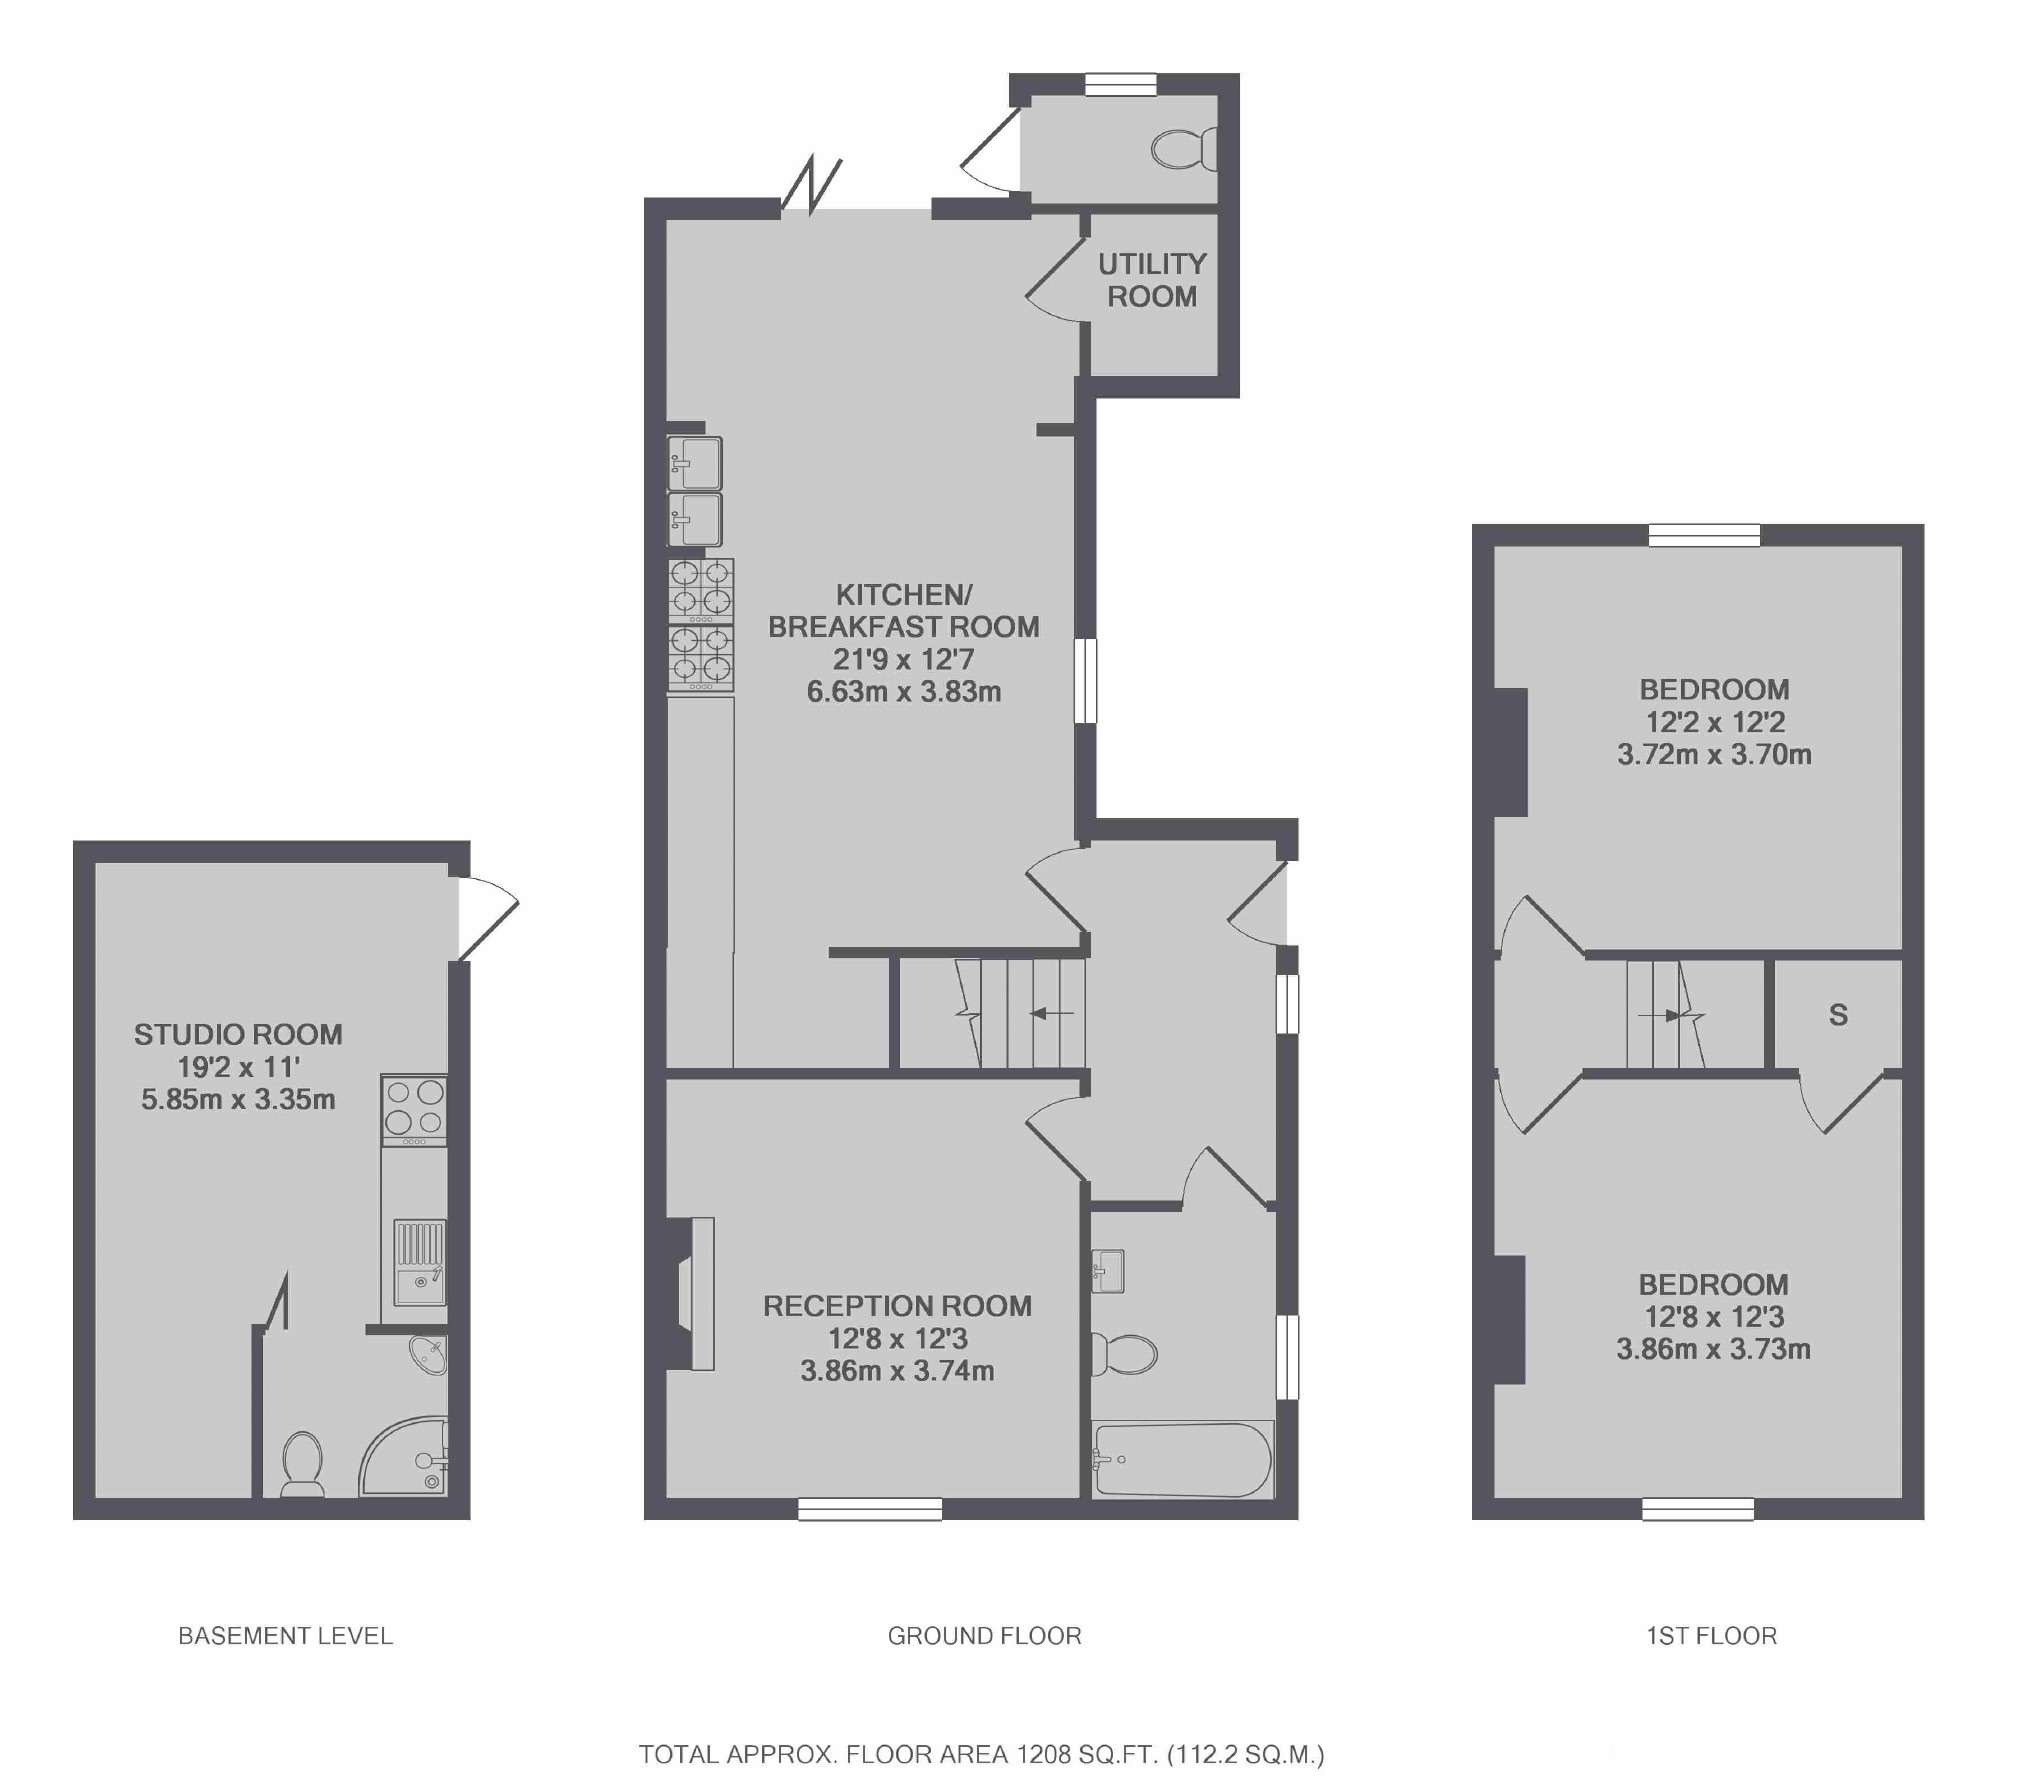 UTILITY
ROOM
KITCHEN/
BREAKFAST ROOM
21'9 x 12'7
6.63m x 3.83m
BEDROOM
12'2 x 12'2
3.72m x 3.70m
STUDIO ROOM
19'2 x 11'
5.85m x 3.35m
S
RECEPTION ROOM
12'8 x 12'3
3.86m x 3.74m
BEDROOM
12'8 x 12'3
3.86m x 3.73m
BASEMENT LEVEL
GROUND FLOOR
1ST FLOOR
TOTAL APPROX. FLOOR AREA 1208 SQ.FT. (112.2 SQ.M.)